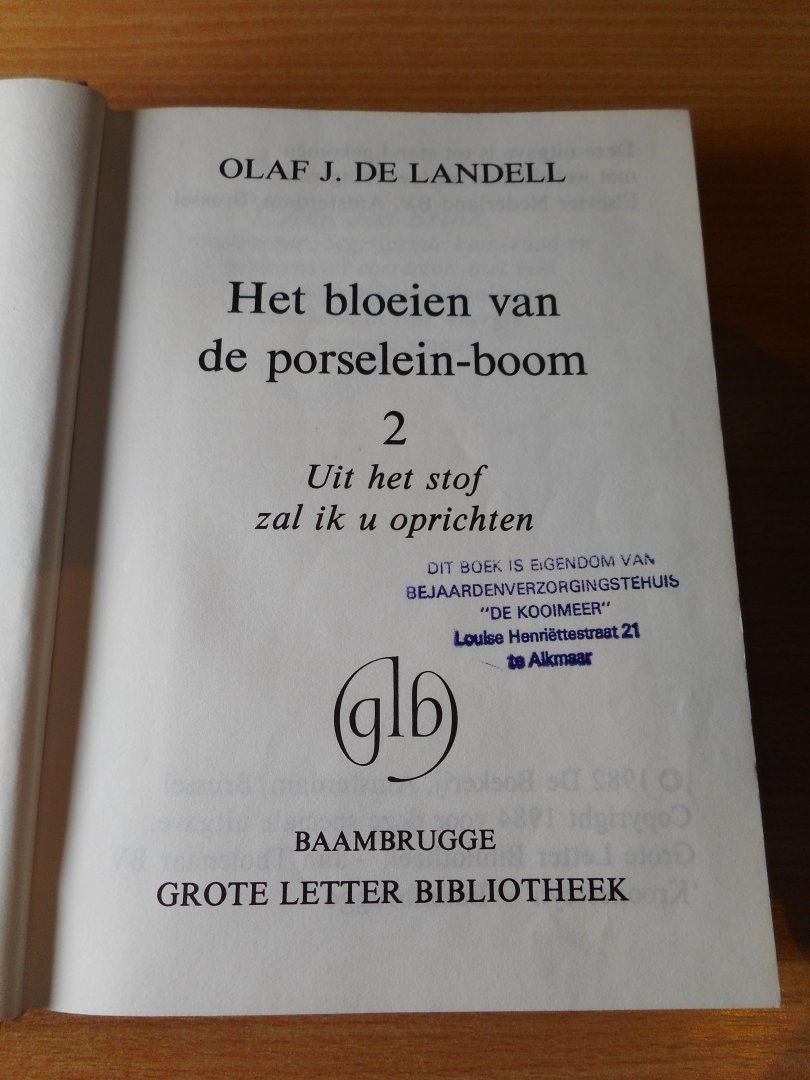 OLAF J. DE LANDELL
Het bloeien van
de porselein-boom
2
Uit het stof
zal ik u oprichten
DIT BOEK IS EIGENDOM VAN
BEJAARDENVERZORGINGSTEHUIS
"DE KOOIMEER"
Louise Henriëttestraat 21
te Alkmaar
glb
BAAMBRUGGE
GROTE LETTER BIBLIOTHEEK